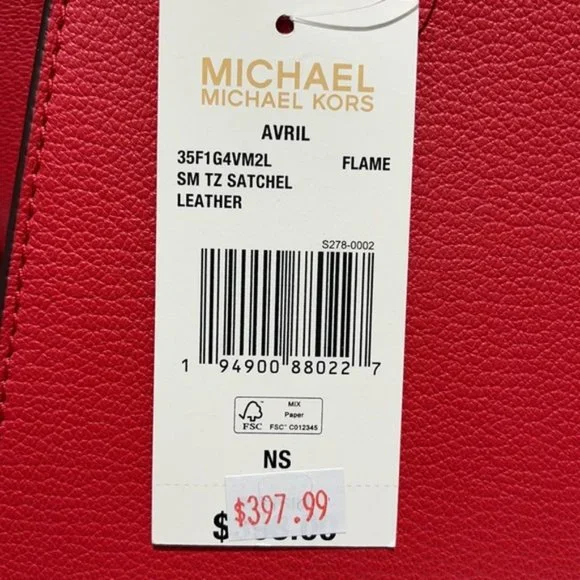 MICHAEL
MICHAEL KORS
AVRIL
35F1G4VM2L FLAME
SM TZ SATCHEL
LEATHER
S278-0002
1 94900 88022 7
MIX
Paper
FSC FSC™ C012345
NS
$397.99
$